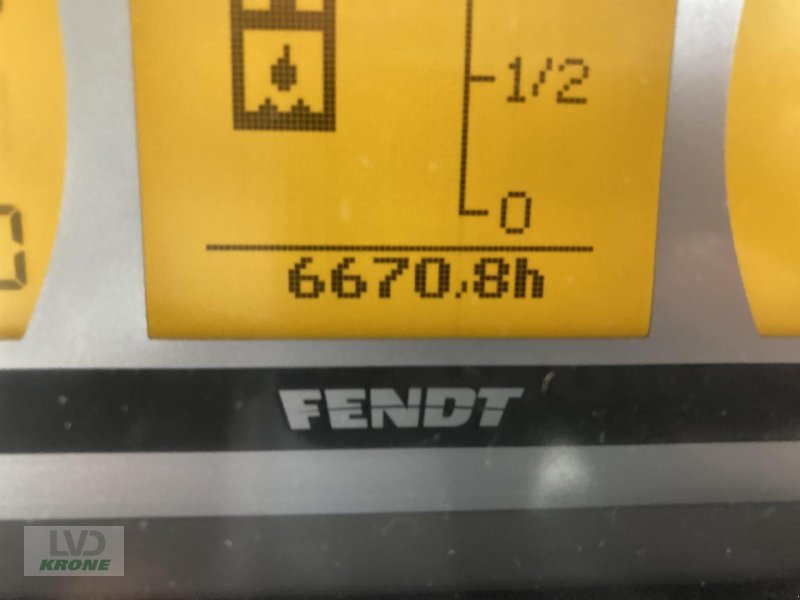 1/2
0
6670,8h
FENDT
LVD
KRONE